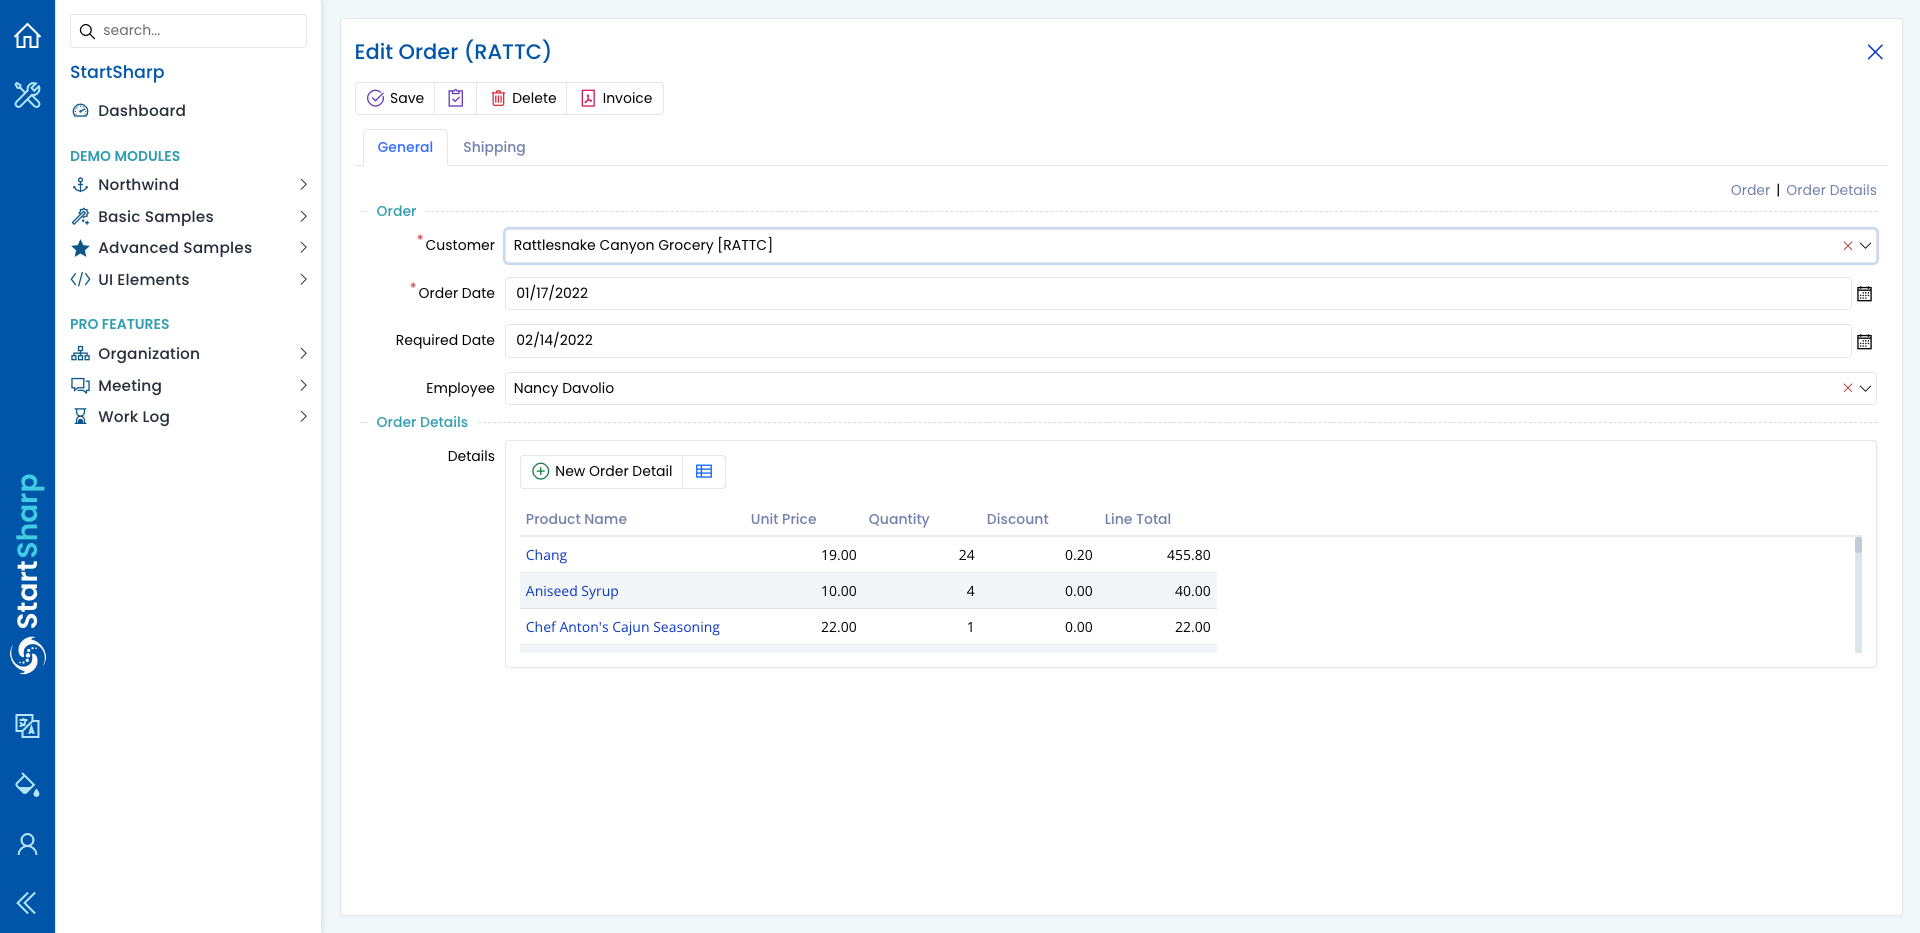 search...
StartSharp
Dashboard
DEMO MODULES
Northwind
Basic Samples
Advanced Samples
UI Elements
PRO FEATURES
Organization
Meeting
Work Log
StartSharp
Edit Order (RATTC)
Save Delete Invoice
General Shipping
Order | Order Details
Order
*Customer Rattlesnake Canyon Grocery [RATTC]
*Order Date 01/17/2022
Required Date 02/14/2022
Employee Nancy Davolio
Order Details
Details
New Order Detail
Product Name Unit Price Quantity Discount Line Total
Chang 19.00 24 0.20 455.80
Aniseed Syrup 10.00 4 0.00 40.00
Chef Anton's Cajun Seasoning 22.00 1 0.00 22.00